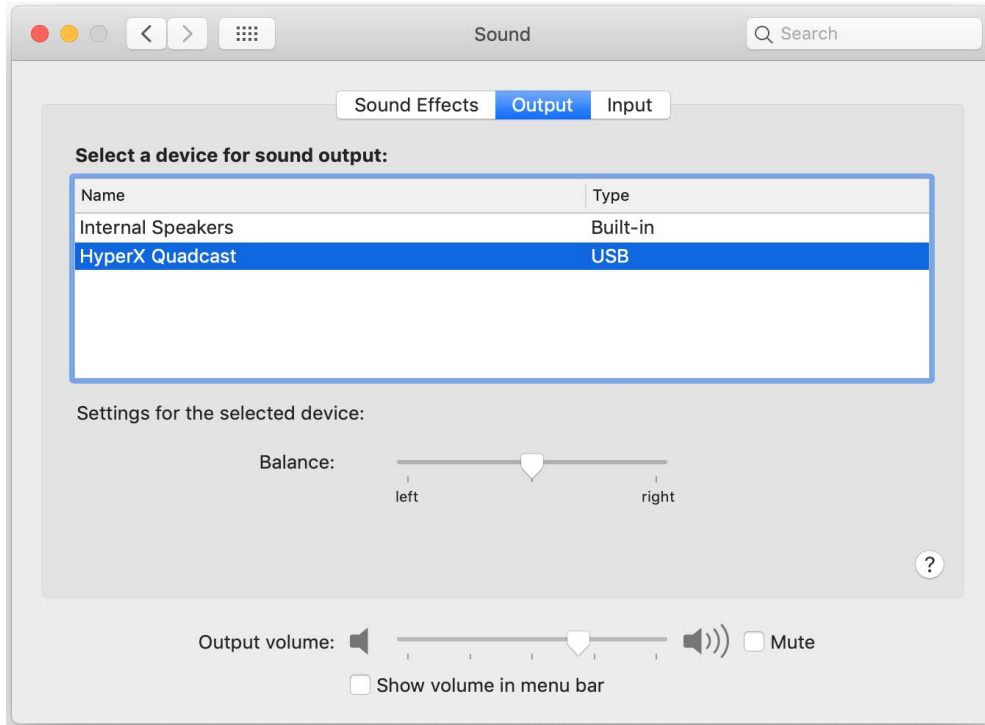 Sound
Search
Sound Effects Output Input
Select a device for sound output:
Name Type
Internal Speakers Built-in
HyperX Quadcast USB
Settings for the selected device:
Balance:
left right
?
Output volume: Mute
Show volume in menu bar